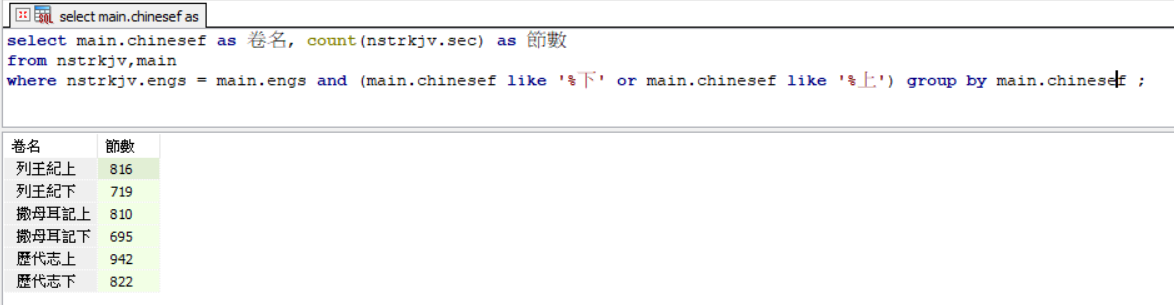 select main.chinesef as
select main.chinesef as 卷名, count(nstrkjv.sec) as 節數
from nstrkjv,main
where nstrkjv.engs = main.engs and (main.chinesef like '%下' or main.chinesef like '%上') group by main.chinesef ;
卷名 節數
列王紀上 816
列王紀下 719
撒母耳記上 810
撒母耳記下 695
歷代志上 942
歷代志下 822